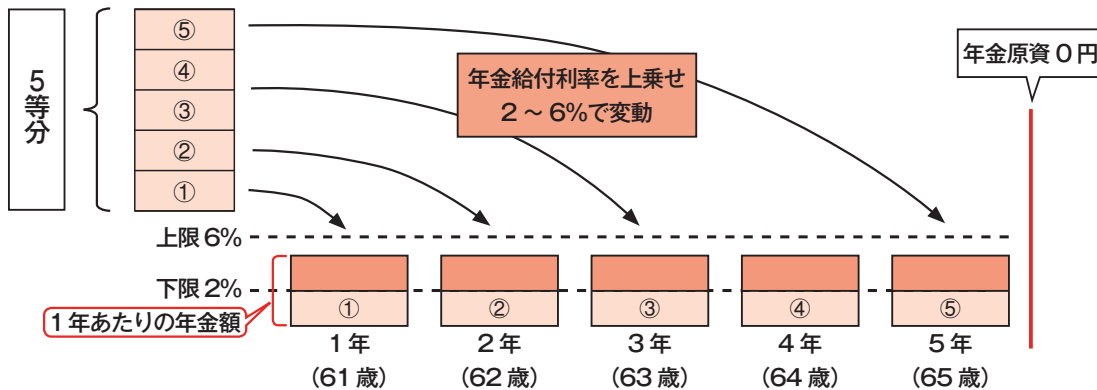 5等分
⑤
④
③
②
①
年金給付利率を上乗せ
2～6%で変動
年金原資0円
上限6%
下限2%
1年あたりの年金額
①
②
③
④
⑤
1年
(61歳)
2年
(62歳)
3年
(63歳)
4年
(64歳)
5年
(65歳)